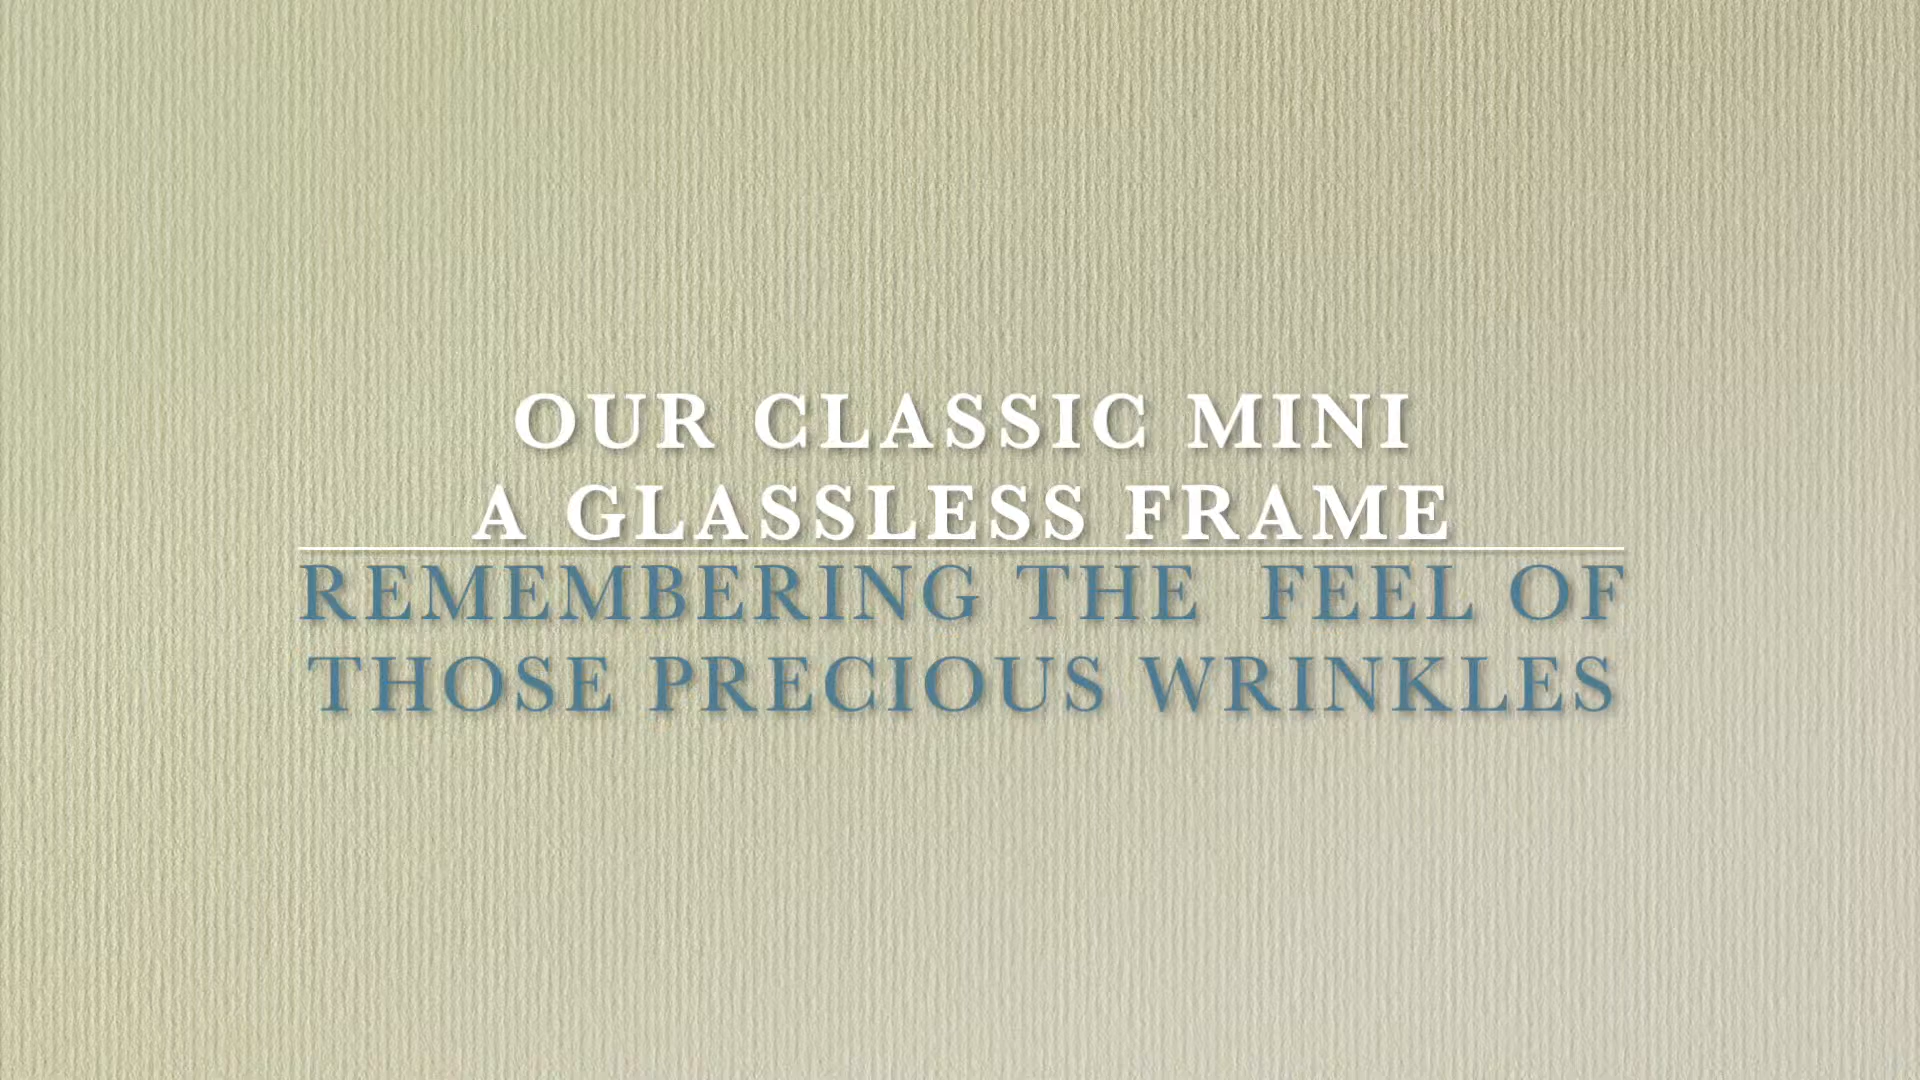 OUR CLASSIC MINI
A GLASSLESS FRAME
REMEMBERING THE  FEEL OF
THOSE PRECIOUS WRINKLES